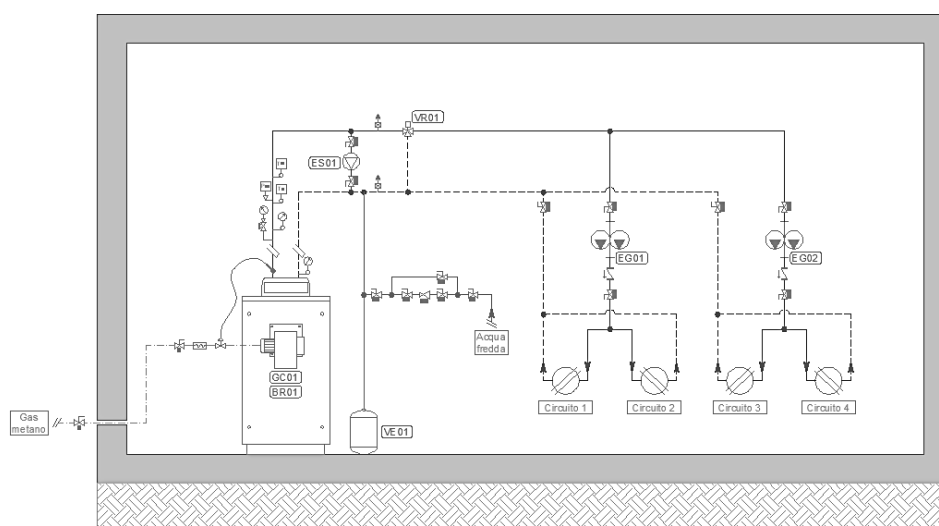 VR01
ES01
EG01
EG02
Acqua
fredda
GC01
BR01
Circuito 1
Circuito 2
Circuito 3
Circuito 4
Gas
metano
VE01